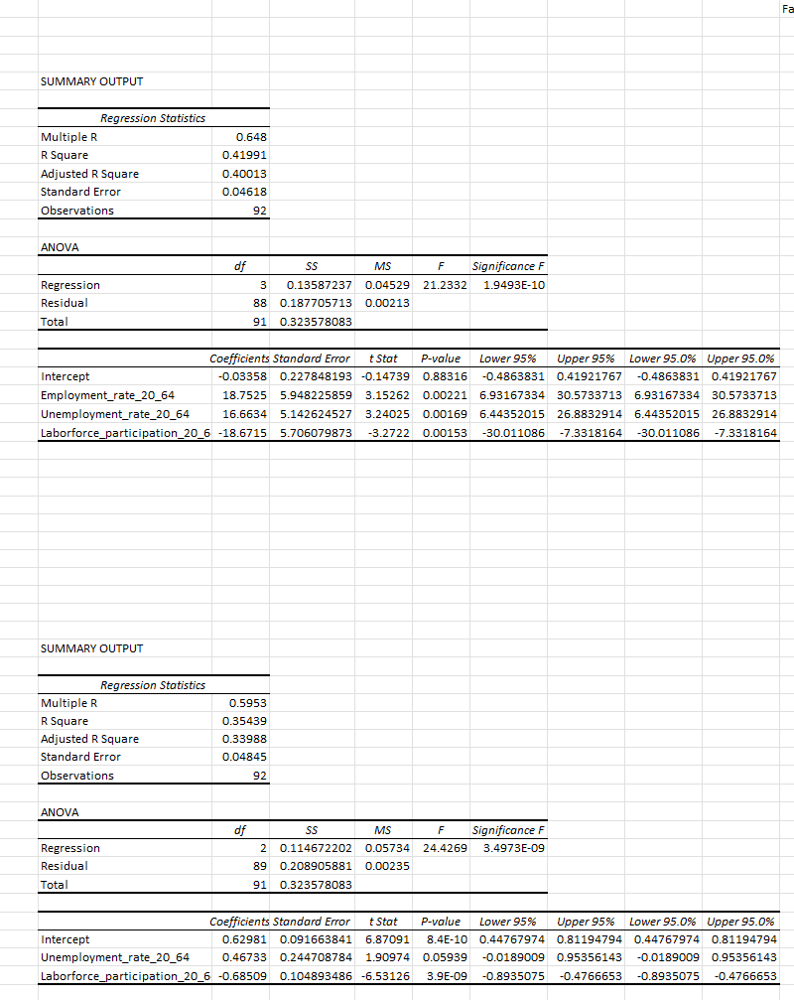 Fa
SUMMARY OUTPUT
Regression Statistics
Multiple R 0.648
R Square 0.41991
Adjusted R Square 0.40013
Standard Error 0.04618
Observations 92
ANOVA
df SS MS F Significance F
Regression 3 0.13587237 0.04529 21.2332 1.9493E-10
Residual 88 0.187705713 0.00213
Total 91 0.323578083
Coefficients Standard Error t Stat P-value Lower 95% Upper 95% Lower 95.0% Upper 95.0%
Intercept -0.03358 0.227848193 -0.14739 0.88316 -0.4863831 0.41921767 -0.4863831 0.41921767
Employment_rate_20_64 18.7525 5.948225859 3.15262 0.00221 6.93167334 30.5733713 6.93167334 30.5733713
Unemployment_rate_20_64 16.6634 5.142624527 3.24025 0.00169 6.44352015 26.8832914 6.44352015 26.8832914
Laborforce_participation_20_6 -18.6715 5.706079873 -3.2722 0.00153 -30.011086 -7.3318164 -30.011086 -7.3318164
SUMMARY OUTPUT
Regression Statistics
Multiple R 0.5953
R Square 0.35439
Adjusted R Square 0.33988
Standard Error 0.04845
Observations 92
ANOVA
df SS MS F Significance F
Regression 2 0.114672202 0.05734 24.4269 3.4973E-09
Residual 89 0.208905881 0.00235
Total 91 0.323578083
Coefficients Standard Error t Stat P-value Lower 95% Upper 95% Lower 95.0% Upper 95.0%
Intercept 0.62981 0.091663841 6.87091 8.4E-10 0.44767974 0.81194794 0.44767974 0.81194794
Unemployment_rate_20_64 0.46733 0.244708784 1.90974 0.05939 -0.0189009 0.95356143 -0.0189009 0.95356143
Laborforce_participation_20_6 -0.68509 0.104893486 -6.53126 3.9E-09 -0.8935075 -0.4766653 -0.8935075 -0.4766653